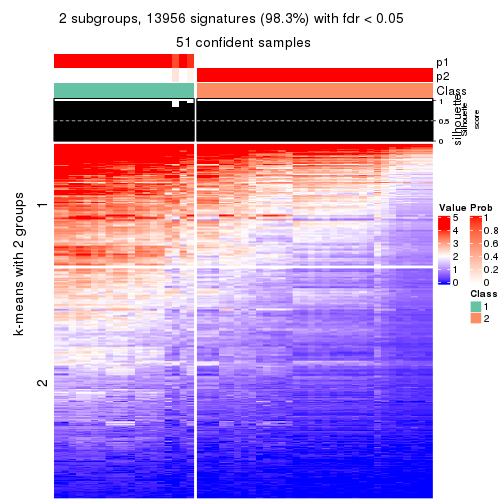 2 subgroups, 13956 signatures (98.3%) with fdr < 0.05
51 confident samples
p1
p2
Class
silhouette
Silhouette
score
1
0.5
0
k-means with 2 groups
1
2
Value
5
4
3
2
1
0
Prob
1
0.8
0.6
0.4
0.2
0
Class
1
2